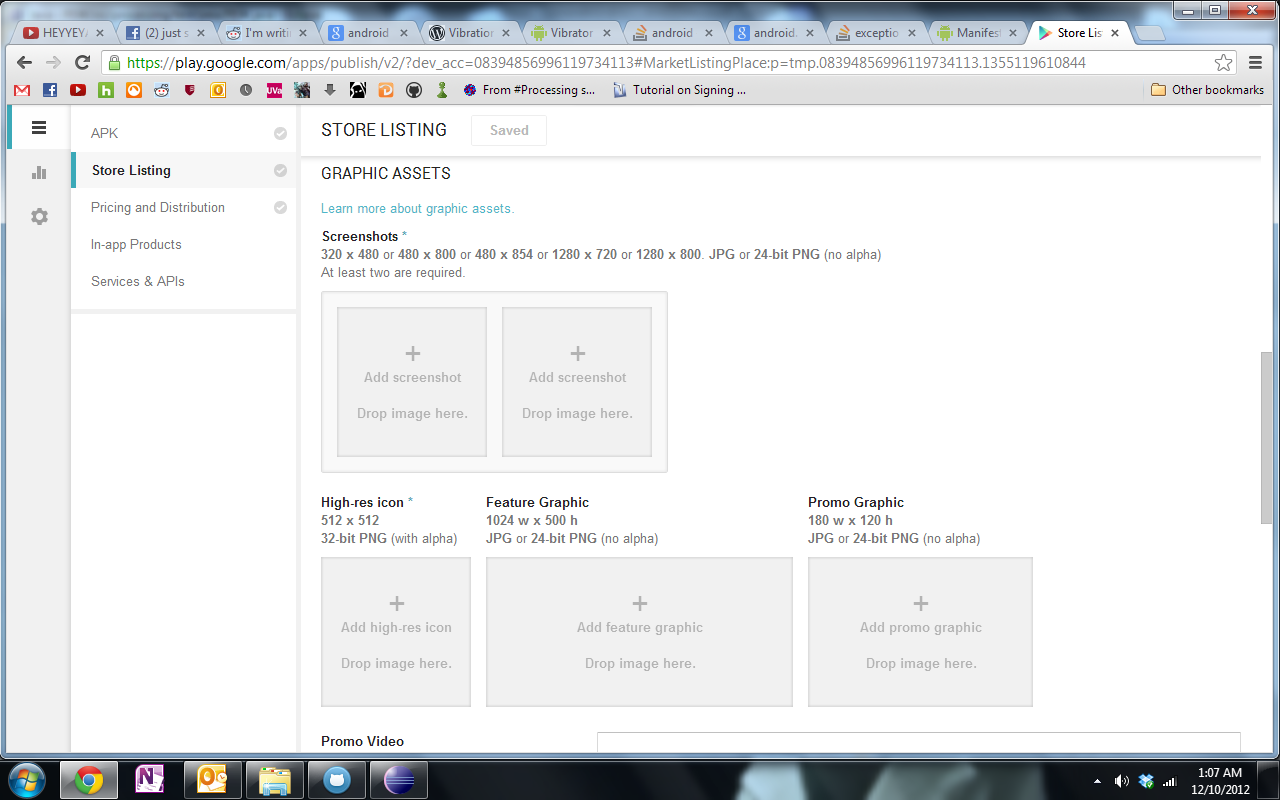 HEYYEYA
(2) just s
I'm writi
android
Vibration
Vibrator
android
android.
exceptio
Manifest
Store Lis
https://play.google.com/apps/publish/v2/?dev_acc=08394856996119734113#MarketListingPlace:p=tmp.08394856996119734113.1355119610844
From #Processing s...
Tutorial on Signing ...
Other bookmarks
APK
Store Listing
Pricing and Distribution
In-app Products
Services & APIs
STORE LISTING
Saved
GRAPHIC ASSETS
Learn more about graphic assets.
Screenshots *
320 x 480 or 480 x 800 or 480 x 854 or 1280 x 720 or 1280 x 800. JPG or 24-bit PNG (no alpha)
At least two are required.
+ +
Add screenshot Add screenshot
Drop image here. Drop image here.
High-res icon * Feature Graphic Promo Graphic
512 x 512 1024 w x 500 h 180 w x 120 h
32-bit PNG (with alpha) JPG or 24-bit PNG (no alpha) JPG or 24-bit PNG (no alpha)
+ + +
Add high-res icon Add feature graphic Add promo graphic
Drop image here. Drop image here. Drop image here.
Promo Video
1:07 AM
12/10/2012